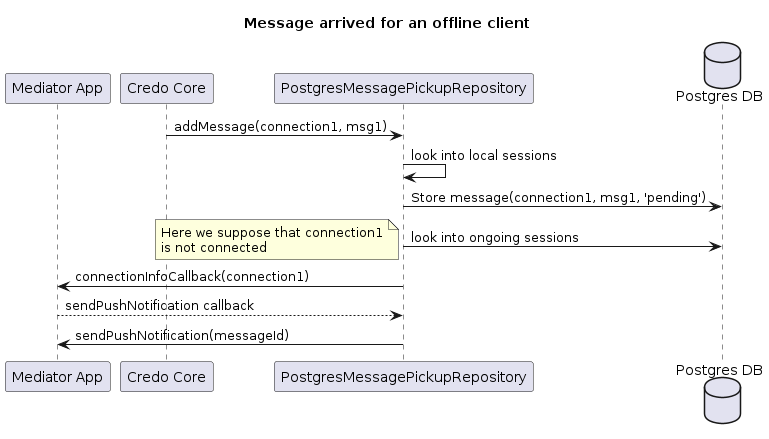 Message arrived for an offline client
Mediator App
Credo Core
PostgresMessagePickupRepository
Postgres DB
addMessage(connection1, msg1)
look into local sessions
Store message(connection1, msg1, 'pending')
Here we suppose that connection1
is not connected
look into ongoing sessions
connectionInfoCallback(connection1)
sendPushNotification callback
sendPushNotification(messageId)
Mediator App
Credo Core
PostgresMessagePickupRepository
Postgres DB